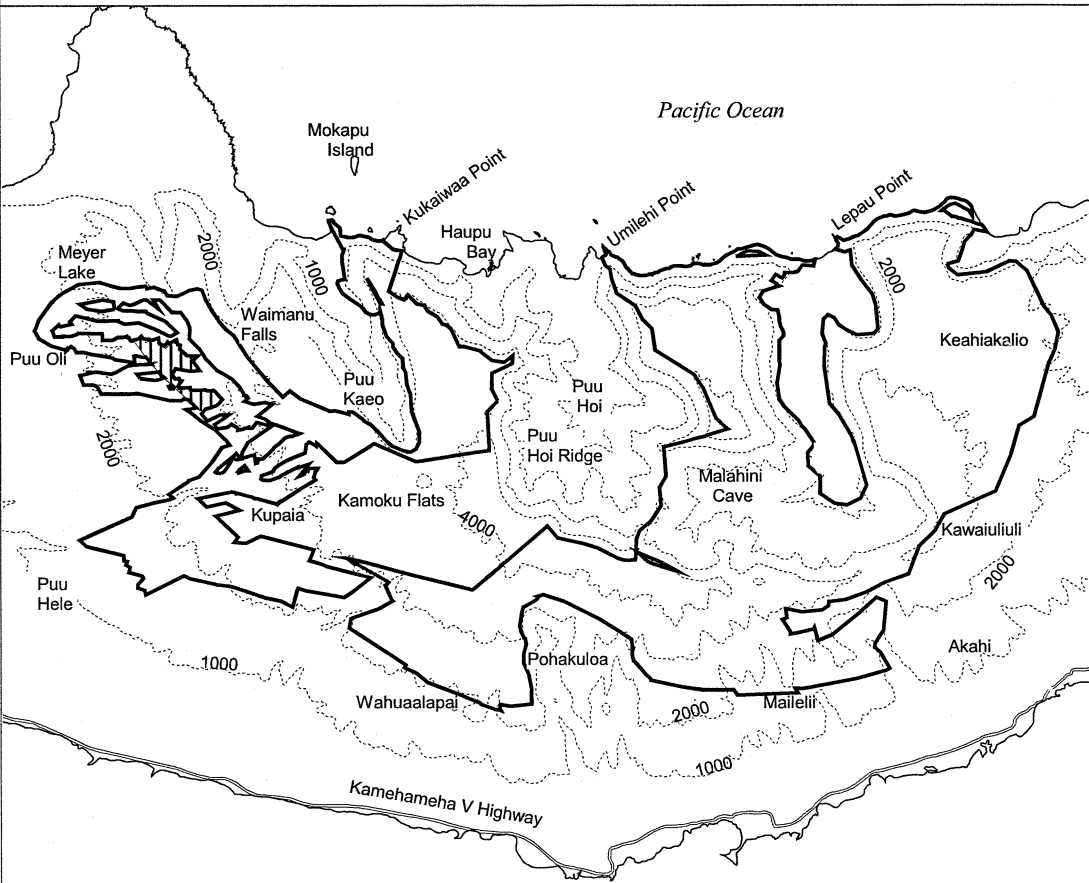 Pacific Ocean
Mokapu
Island
Kukaiwaa Point
Umilehi Point
Lepau Point
Haupu
Bay
Meyer
Lake
2000
1000
2000
Waimanu
Falls
Puu Oli
Keahiakalio
Puu
Kaeo
Puu
Hoi
Puu
Hoi Ridge
2000
Malahini
Cave
Kamoku Flats
Kupaia
4000
Kawaiuliuli
2000
Puu
Hele
1000
Pohakuloa
Akahi
Wahuaalapai
2000
Mailelii
1000
Kamehameha V Highway